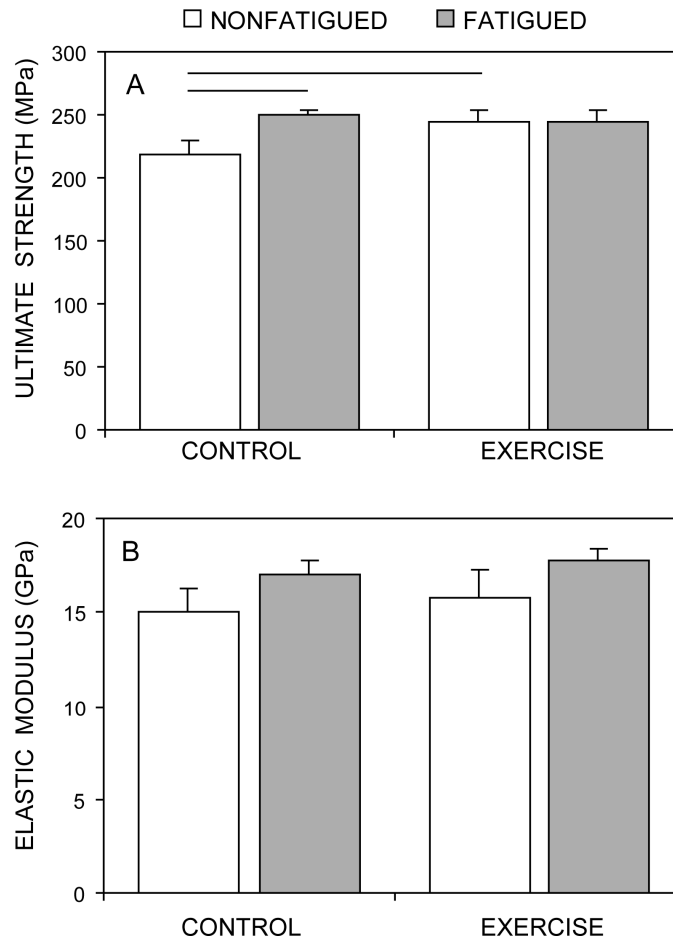 NONFATIGUED FATIGUED
A
ULTIMATE STRENGTH (MPa)
300
250
200
150
100
50
0
CONTROL EXERCISE
B
ELASTIC MODULUS (GPa)
20
15
10
5
0
CONTROL EXERCISE